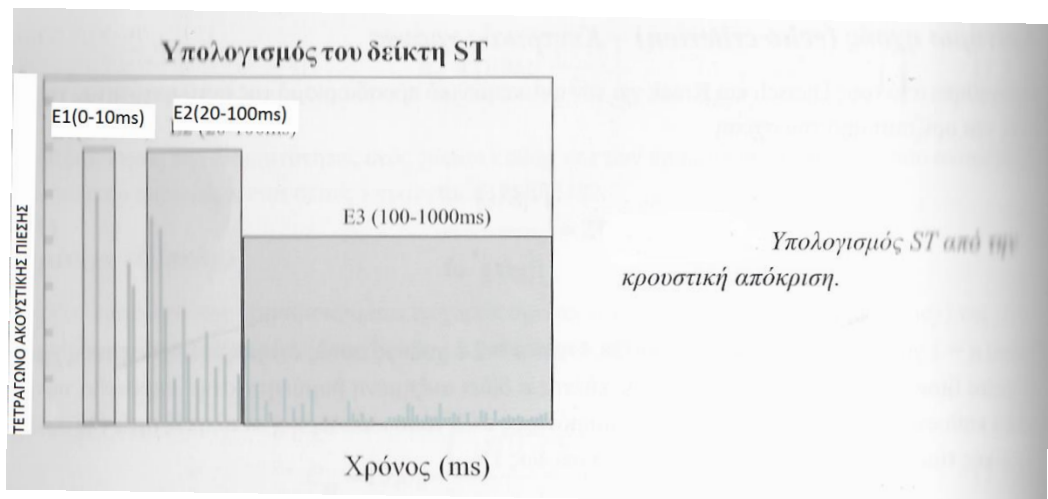 Υπολογισμός του δείκτη ST
E1(0-10ms)
E2(20-100ms)
E3 (100-1000ms)
ΤΕΤΡΑΓΩΝΟ ΑΚΟΥΣΤΙΚΗΣ ΠΙΕΣΗΣ
Χρόνος (ms)
Υπολογισμός ST από την
κρουστική απόκριση.